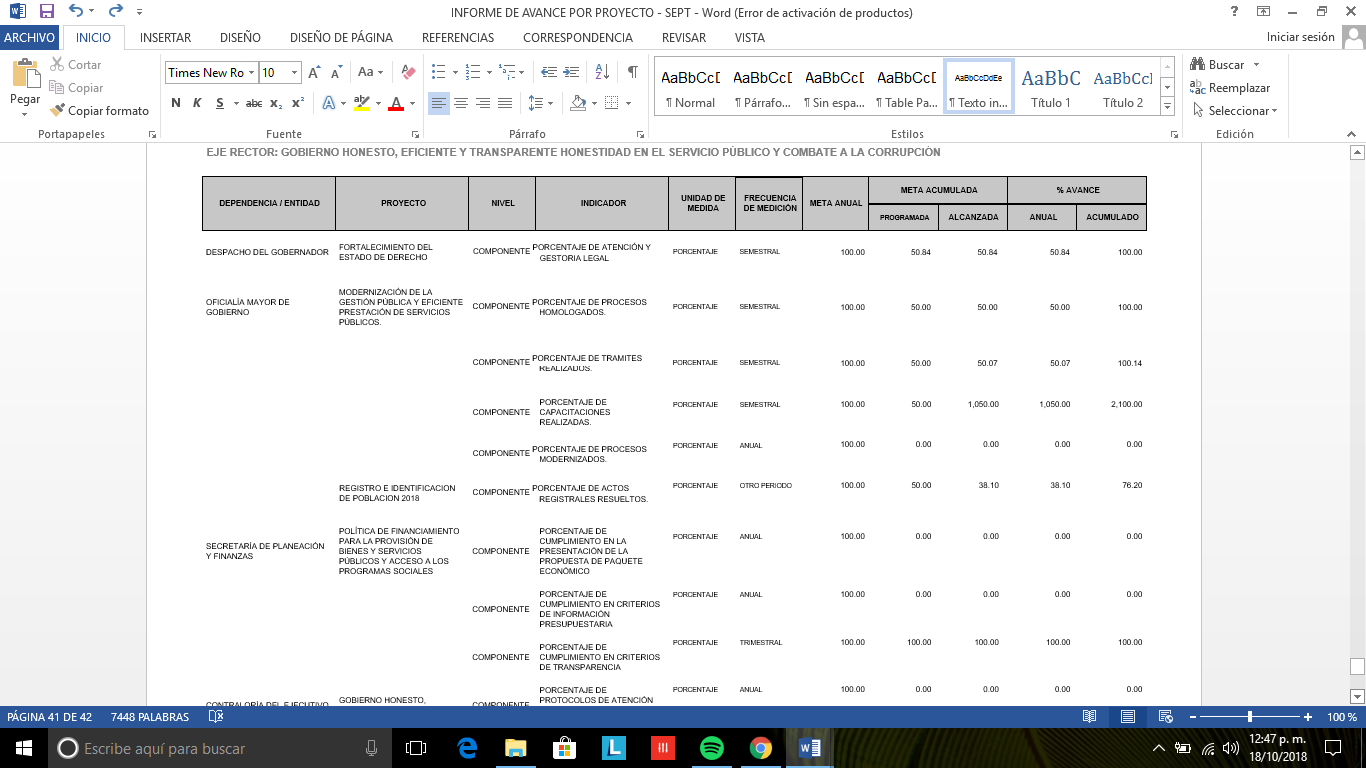 INFORME DE AVANCE POR PROYECTO - SEPT - Word (Error de activación de productos)
ARCHIVO INICIO INSERTAR DISEÑO DISEÑO DE PÁGINA REFERENCIAS CORRESPONDENCIA REVISAR VISTA Iniciar sesión
Pegar
Cortar
Copiar
Copiar formato
Portapapeles
Times New Ro 10
N K S abc x₂ x²
Fuente
Párrafo
AaBbCcDdEe
¶ Normal ¶ Párrafo... ¶ Sin espa... ¶ Table Pa... ¶ Texto in... Título 1 Título 2
Estilos
Buscar
Reemplazar
Seleccionar
Edición
EJE RECTOR: GOBIERNO HONESTO, EFICIENTE Y TRANSPARENTE HONESTIDAD EN EL SERVICIO PÚBLICO Y COMBATE A LA CORRUPCIÓN
DEPENDENCIA / ENTIDAD PROYECTO NIVEL INDICADOR UNIDAD DE MEDIDA FRECUENCIA DE MEDICIÓN META ANUAL META ACUMULADA % AVANCE
PROGRAMADA ALCANZADA ANUAL ACUMULADO
DESPACHO DEL GOBERNADOR FORTALECIMIENTO DEL ESTADO DE DERECHO COMPONENTE PORCENTAJE DE ATENCIÓN Y GESTORIA LEGAL PORCENTAJE SEMESTRAL 100.00 50.84 50.84 50.84 100.00
OFICIALÍA MAYOR DE GOBIERNO MODERNIZACIÓN DE LA GESTIÓN PÚBLICA Y EFICIENTE PRESTACIÓN DE SERVICIOS PÚBLICOS. COMPONENTE PORCENTAJE DE PROCESOS HOMOLOGADOS. PORCENTAJE SEMESTRAL 100.00 50.00 50.00 50.00 100.00
COMPONENTE PORCENTAJE DE TRAMITES REALIZADOS. PORCENTAJE SEMESTRAL 100.00 50.00 50.07 50.07 100.14
COMPONENTE PORCENTAJE DE CAPACITACIONES REALIZADAS. PORCENTAJE SEMESTRAL 100.00 50.00 1,050.00 1,050.00 2,100.00
COMPONENTE PORCENTAJE DE PROCESOS MODERNIZADOS. PORCENTAJE ANUAL 100.00 0.00 0.00 0.00 0.00
REGISTRO E IDENTIFICACION DE POBLACION 2018 COMPONENTE PORCENTAJE DE ACTOS REGISTRALES RESUELTOS. PORCENTAJE OTRO PERIODO 100.00 50.00 38.10 38.10 76.20
SECRETARÍA DE PLANEACIÓN Y FINANZAS POLÍTICA DE FINANCIAMIENTO PARA LA PROVISIÓN DE BIENES Y SERVICIOS PÚBLICOS Y ACCESO A LOS PROGRAMAS SOCIALES COMPONENTE PORCENTAJE DE CUMPLIMIENTO EN LA PRESENTACIÓN DE LA PROPUESTA DE PAQUETE ECONÓMICO PORCENTAJE ANUAL 100.00 0.00 0.00 0.00 0.00
COMPONENTE PORCENTAJE DE CUMPLIMIENTO EN CRITERIOS DE INFORMACIÓN PRESUPUESTARIA PORCENTAJE ANUAL 100.00 0.00 0.00 0.00 0.00
COMPONENTE PORCENTAJE DE CUMPLIMIENTO EN CRITERIOS DE TRANSPARENCIA PORCENTAJE TRIMESTRAL 100.00 100.00 100.00 100.00 100.00
CONTRALORÍA DEL EJECUTIVO GOBIERNO HONESTO, COMPONENTE PORCENTAJE DE PROTOCOLOS DE ATENCIÓN PORCENTAJE ANUAL 100.00 0.00 0.00 0.00 0.00
PÁGINA 41 DE 42 7448 PALABRAS 100 %
Escribe aquí para buscar
12:47 p. m.
18/10/2018